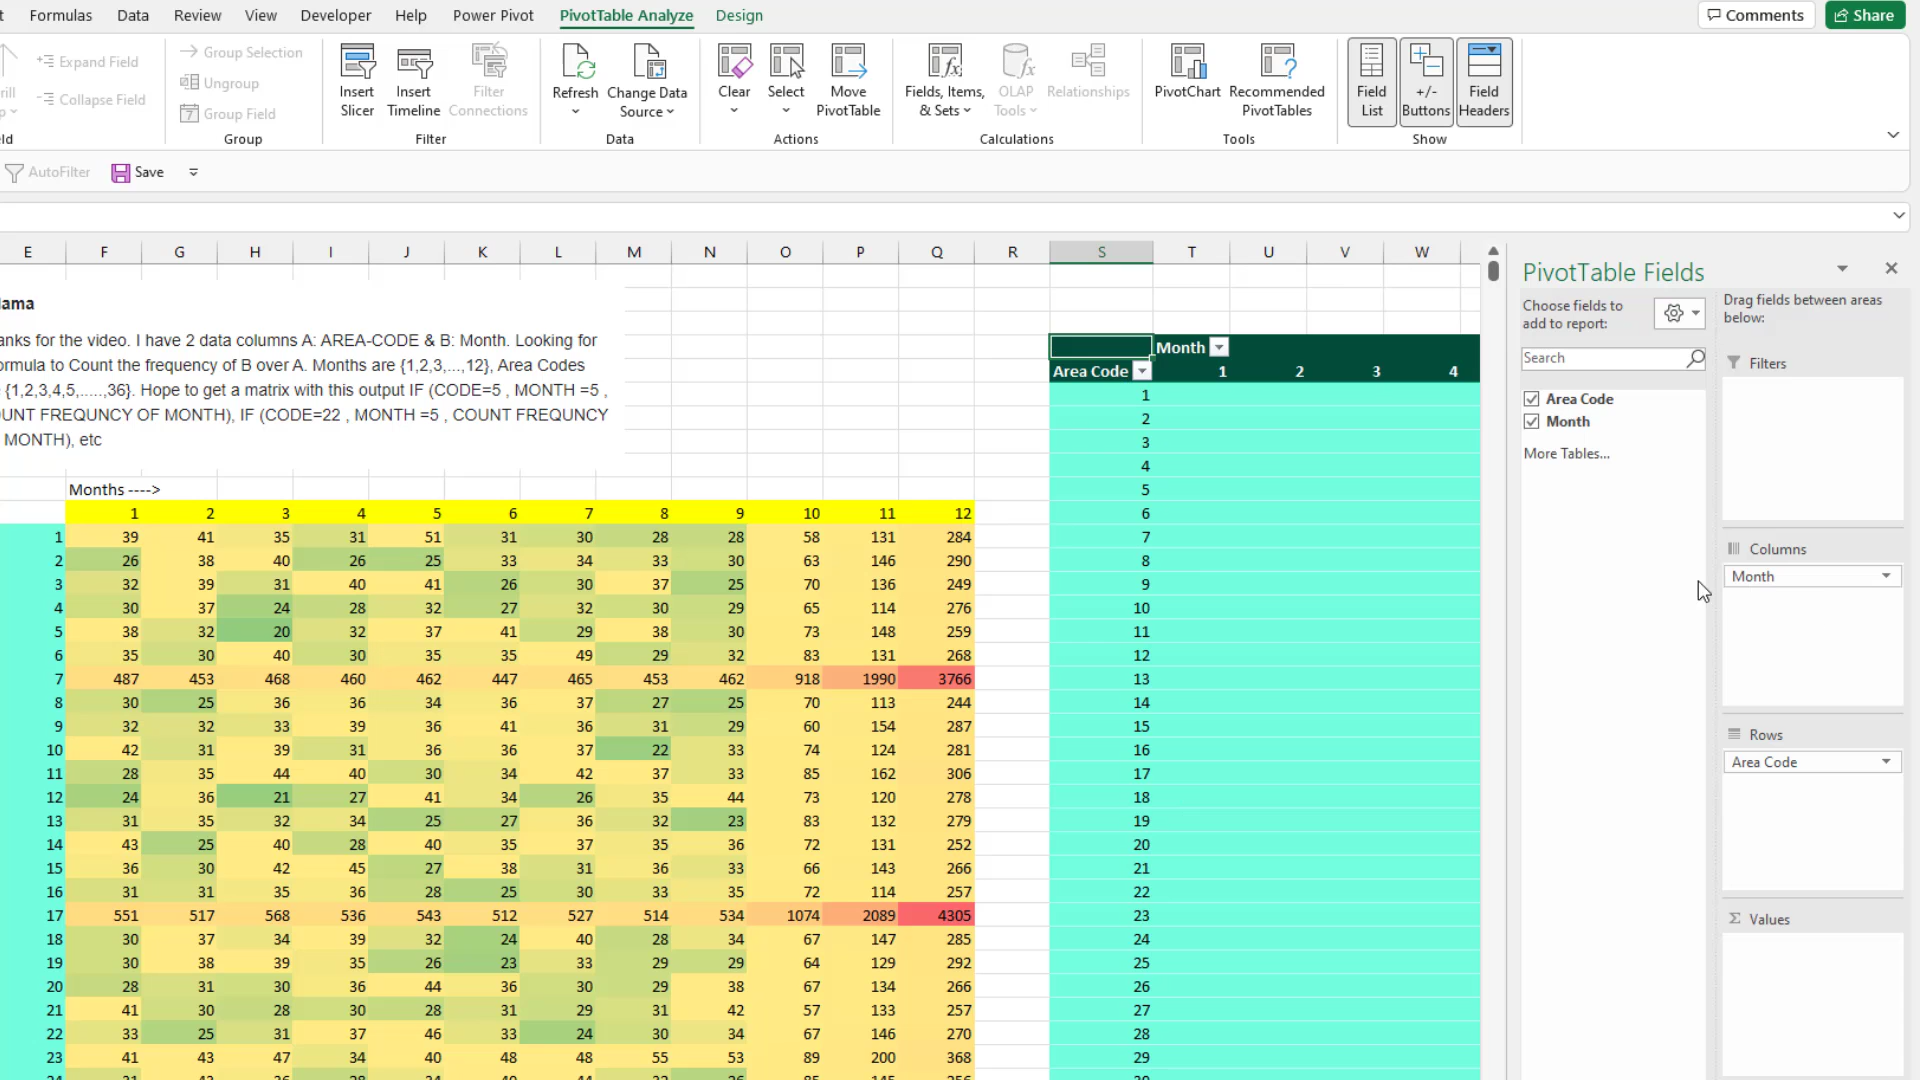 Formulas Data Review View Developer Help Power Pivot PivotTable Analyze Design Comments Share
Expand Field
Collapse Field
Group Selection
Ungroup
Group Field
Group
Insert Slicer
Insert Timeline
Filter Connections
Filter
Refresh
Change Data Source
Data
Clear
Select
Move PivotTable
Actions
Fields, Items, & Sets
OLAP Tools
Relationships
Calculations
PivotChart
Recommended PivotTables
Tools
Field List
+/- Buttons
Field Headers
Show
AutoFilter Save
E F G H I J K L M N O P Q R S T U V W
ama
anks for the video. I have 2 data columns A: AREA-CODE & B: Month. Looking for
ormula to Count the frequency of B over A. Months are {1,2,3,...,12}, Area Codes
{1,2,3,4,5,.....,36}. Hope to get a matrix with this output IF (CODE=5 , MONTH =5 ,
OUNT FREQUNCY OF MONTH), IF (CODE=22 , MONTH =5 , COUNT FREQUNCY
MONTH), etc
Months ---->
1 2 3 4 5 6 7 8 9 10 11 12
1 39 41 35 31 51 31 30 28 28 58 131 284
2 26 38 40 26 25 33 34 33 30 63 146 290
3 32 39 31 40 41 26 30 37 25 70 136 249
4 30 37 24 28 32 27 32 30 29 65 114 276
5 38 32 20 32 37 41 29 38 30 73 148 259
6 35 30 40 30 35 35 49 29 32 83 131 268
7 487 453 468 460 462 447 465 453 462 918 1990 3766
8 30 25 36 36 34 36 37 27 25 70 113 244
9 32 32 33 39 36 41 36 31 29 60 154 287
10 42 31 39 31 36 36 37 22 33 74 124 281
11 28 35 44 40 30 34 42 37 33 85 162 306
12 24 36 21 27 41 34 26 35 44 73 120 278
13 31 35 32 34 25 27 36 32 23 83 132 279
14 43 25 40 28 40 35 37 35 36 72 131 252
15 36 30 42 45 27 38 31 36 33 66 143 266
16 31 31 35 36 28 25 30 33 35 72 114 257
17 551 517 568 536 543 512 527 514 534 1074 2089 4305
18 30 37 34 39 32 24 40 28 34 67 147 285
19 30 38 39 35 26 23 33 29 29 64 129 292
20 28 31 30 36 44 36 30 29 38 67 134 266
21 41 30 28 30 28 31 29 31 42 57 133 257
22 33 25 31 37 46 33 24 30 34 67 146 270
23 41 43 47 34 40 48 48 55 53 89 200 368
Month
Area Code 1 2 3 4
1
2
3
4
5
6
7
8
9
10
11
12
13
14
15
16
17
18
19
20
21
22
23
24
25
26
27
28
29
PivotTable Fields
Choose fields to
add to report:
Search
Area Code
Month
More Tables...
Drag fields between areas
below:
Filters
Columns
Month
Rows
Area Code
Σ Values